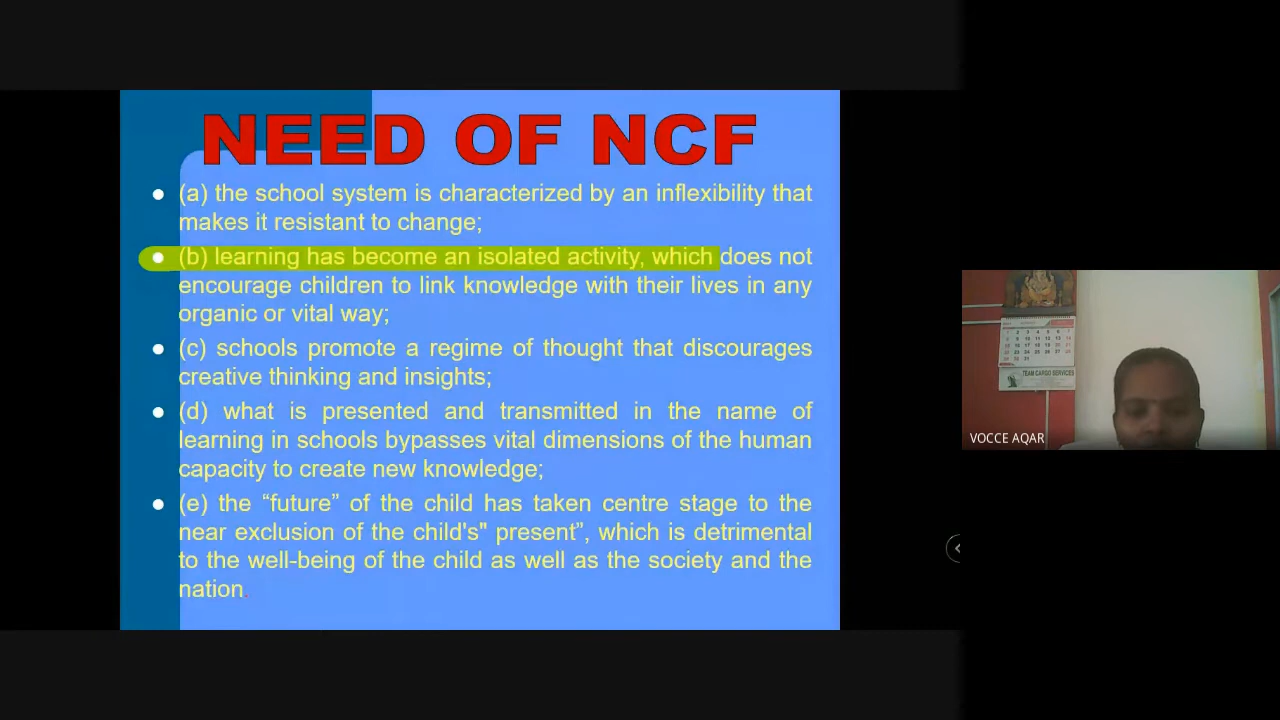 NEED OF NCF
• (a) the school system is characterized by an inflexibility that
makes it resistant to change;
• (b) learning has become an isolated activity, which does not
encourage children to link knowledge with their lives in any
organic or vital way;
• (c) schools promote a regime of thought that discourages
creative thinking and insights;
• (d) what is presented and transmitted in the name of
learning in schools bypasses vital dimensions of the human
capacity to create new knowledge;
• (e) the “future” of the child has taken centre stage to the
near exclusion of the child's" present”, which is detrimental
to the well-being of the child as well as the society and the
nation.
TEAM CARGO SERVICES
VOCCE AQAR